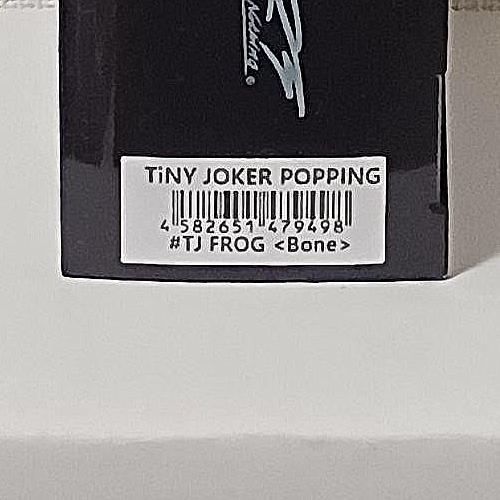 TiNY JOKER POPPING
4 582651 479498
#TJ FROG <Bone>